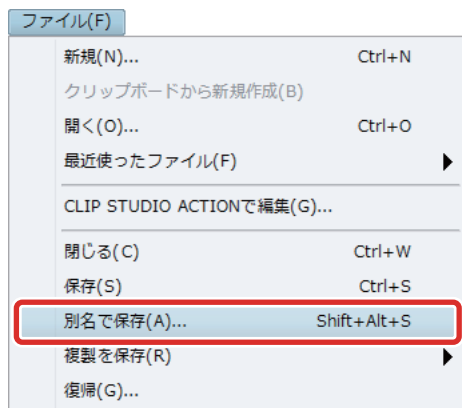 ファイル(F)
新規(N)... Ctrl+N
クリップボードから新規作成(B)
開く(O)... Ctrl+O
最近使ったファイル(F)
CLIP STUDIO ACTIONで編集(G)...
閉じる(C) Ctrl+W
保存(S) Ctrl+S
別名で保存(A)... Shift+Alt+S
複製を保存(R)
復帰(G)...